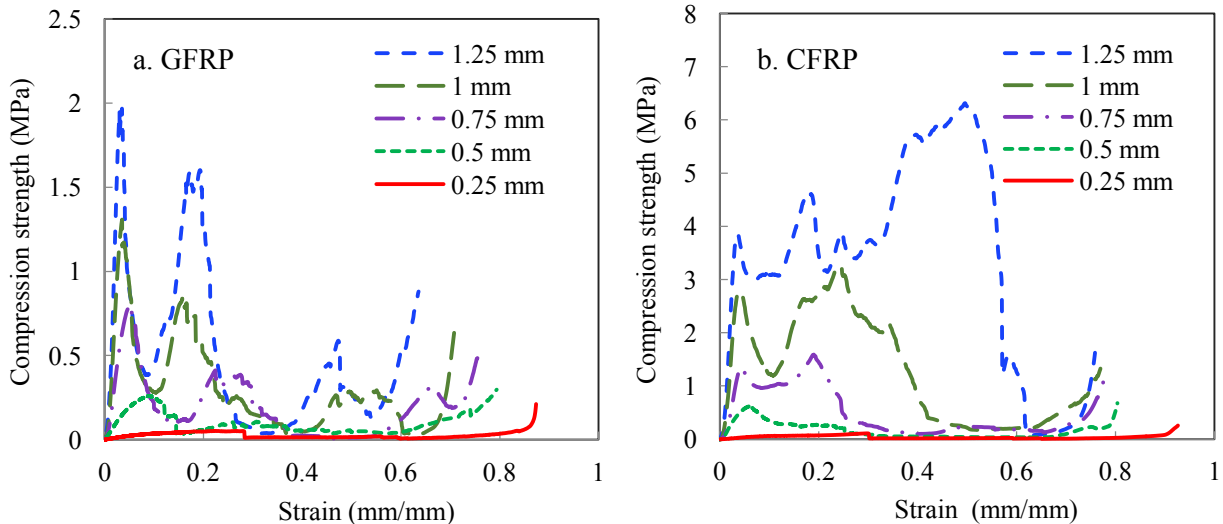 a. GFRP
1.25 mm
1 mm
0.75 mm
0.5 mm
0.25 mm
Compression strength (MPa)
2.5
2
1.5
1
0.5
0
0 0.2 0.4 0.6 0.8 1
Strain (mm/mm)
b. CFRP
1.25 mm
1 mm
0.75 mm
0.5 mm
0.25 mm
Compression strength (MPa)
8
7
6
5
4
3
2
1
0
0 0.2 0.4 0.6 0.8 1
Strain (mm/mm)